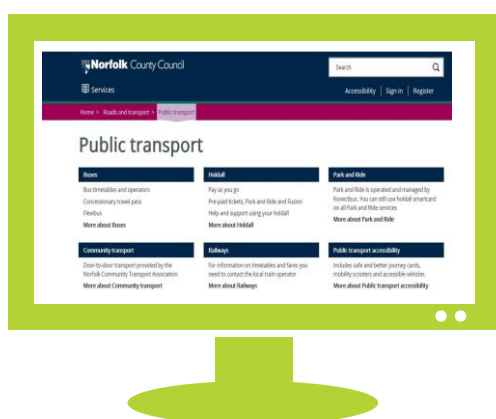 Norfolk County Council
Search
Services
Accessibility | Sign in | Register
Home > Roads and transport > Public transport
Public transport
Buses
Bus timetables and operators
Concessionary travel pass
Flexibus
More about Buses
Holdall
Pay as you go
Pre-paid tickets, Park and Ride and Fusion
Help and support using your holdall
More about Holdall
Park and Ride
Park and Ride is operated and managed by
Konectbus. You can still use holdall smartcard
on all Park and Ride services
More about Park and Ride
Community transport
Door-to-door transport provided by the
Norfolk Community Transport Association
More about Community transport
Railways
For information on timetables and fares you
need to contact the local train operator
More about Railways
Public transport accessibility
Includes safe and better journey cards,
mobility scooters and accessible vehicles
More about Public transport accessibility